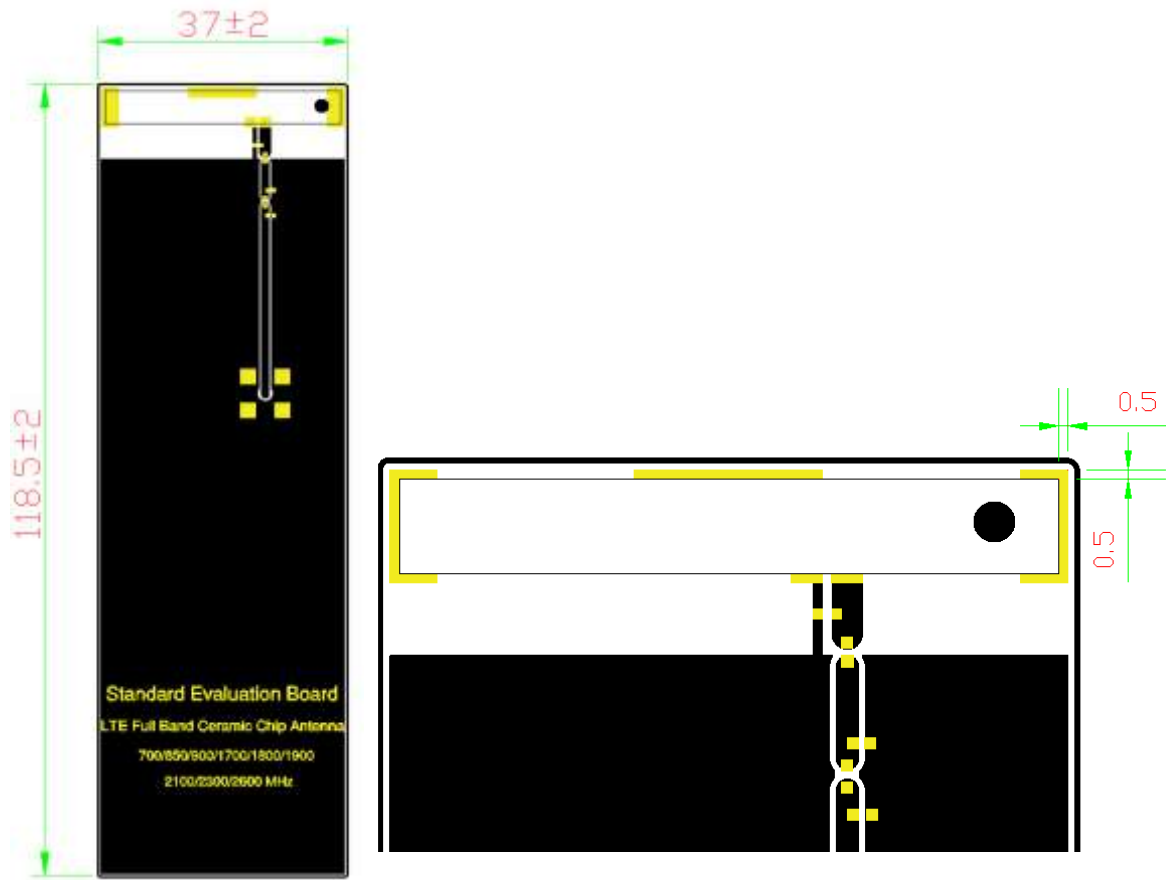 37±2
118.5±2
0.5
0.5
Standard Evaluation Board
LTE Full Band Ceramic Chip Antenna
700/850/900/1700/1800/1900
2100/2300/2600 MHz